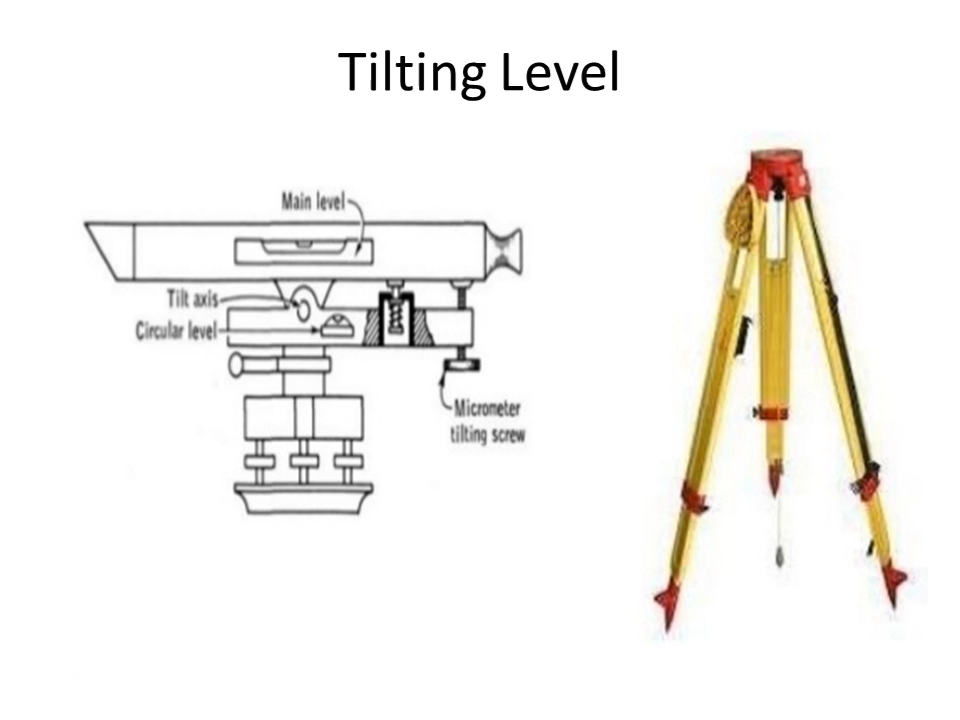 Tilting Level
Main level
Tilt axis
Circular level
Micrometer
tilting screw